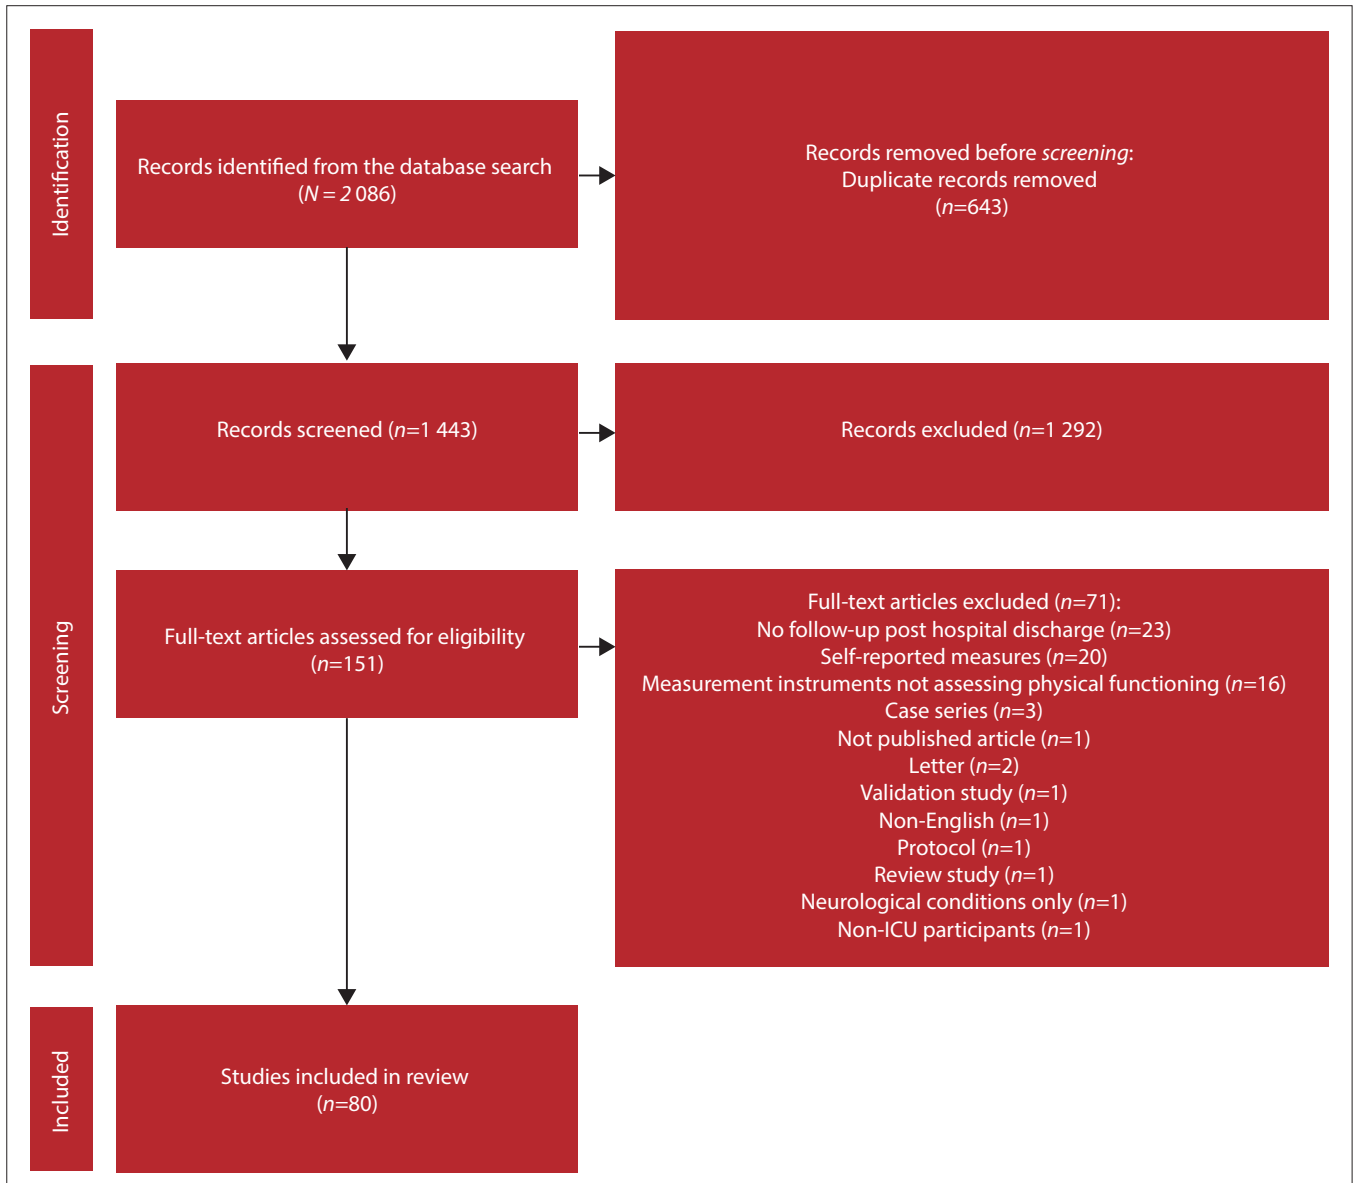 Identification
Records identified from the database search
(N = 2 086)
Records removed before screening:
Duplicate records removed
(n=643)
Screening
Records screened (n=1 443)
Records excluded (n=1 292)
Full-text articles assessed for eligibility
(n=151)
Full-text articles excluded (n=71):
No follow-up post hospital discharge (n=23)
Self-reported measures (n=20)
Measurement instruments not assessing physical functioning (n=16)
Case series (n=3)
Not published article (n=1)
Letter (n=2)
Validation study (n=1)
Non-English (n=1)
Protocol (n=1)
Review study (n=1)
Neurological conditions only (n=1)
Non-ICU participants (n=1)
Included
Studies included in review
(n=80)